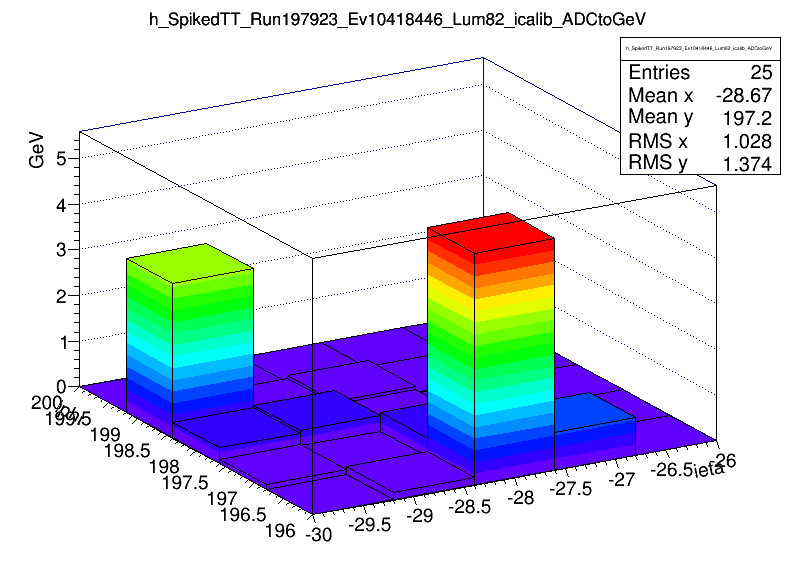 h_SpikedTT_Run197923_Ev10418446_Lum82_icalib_ADCtoGeV
h_SpikedTT_Run197923_Ev10418446_Lum82_icalib_ADCtoGeV
Entries 25
Mean x -28.67
Mean y 197.2
RMS x 1.028
RMS y 1.374
GeV
5
4
3
2
1
0
200
199.5
199
198.5
198
197.5
197
196.5
196
-30
-29.5
-29
-28.5
-28
-27.5
-27
-26.5
-26
ieta